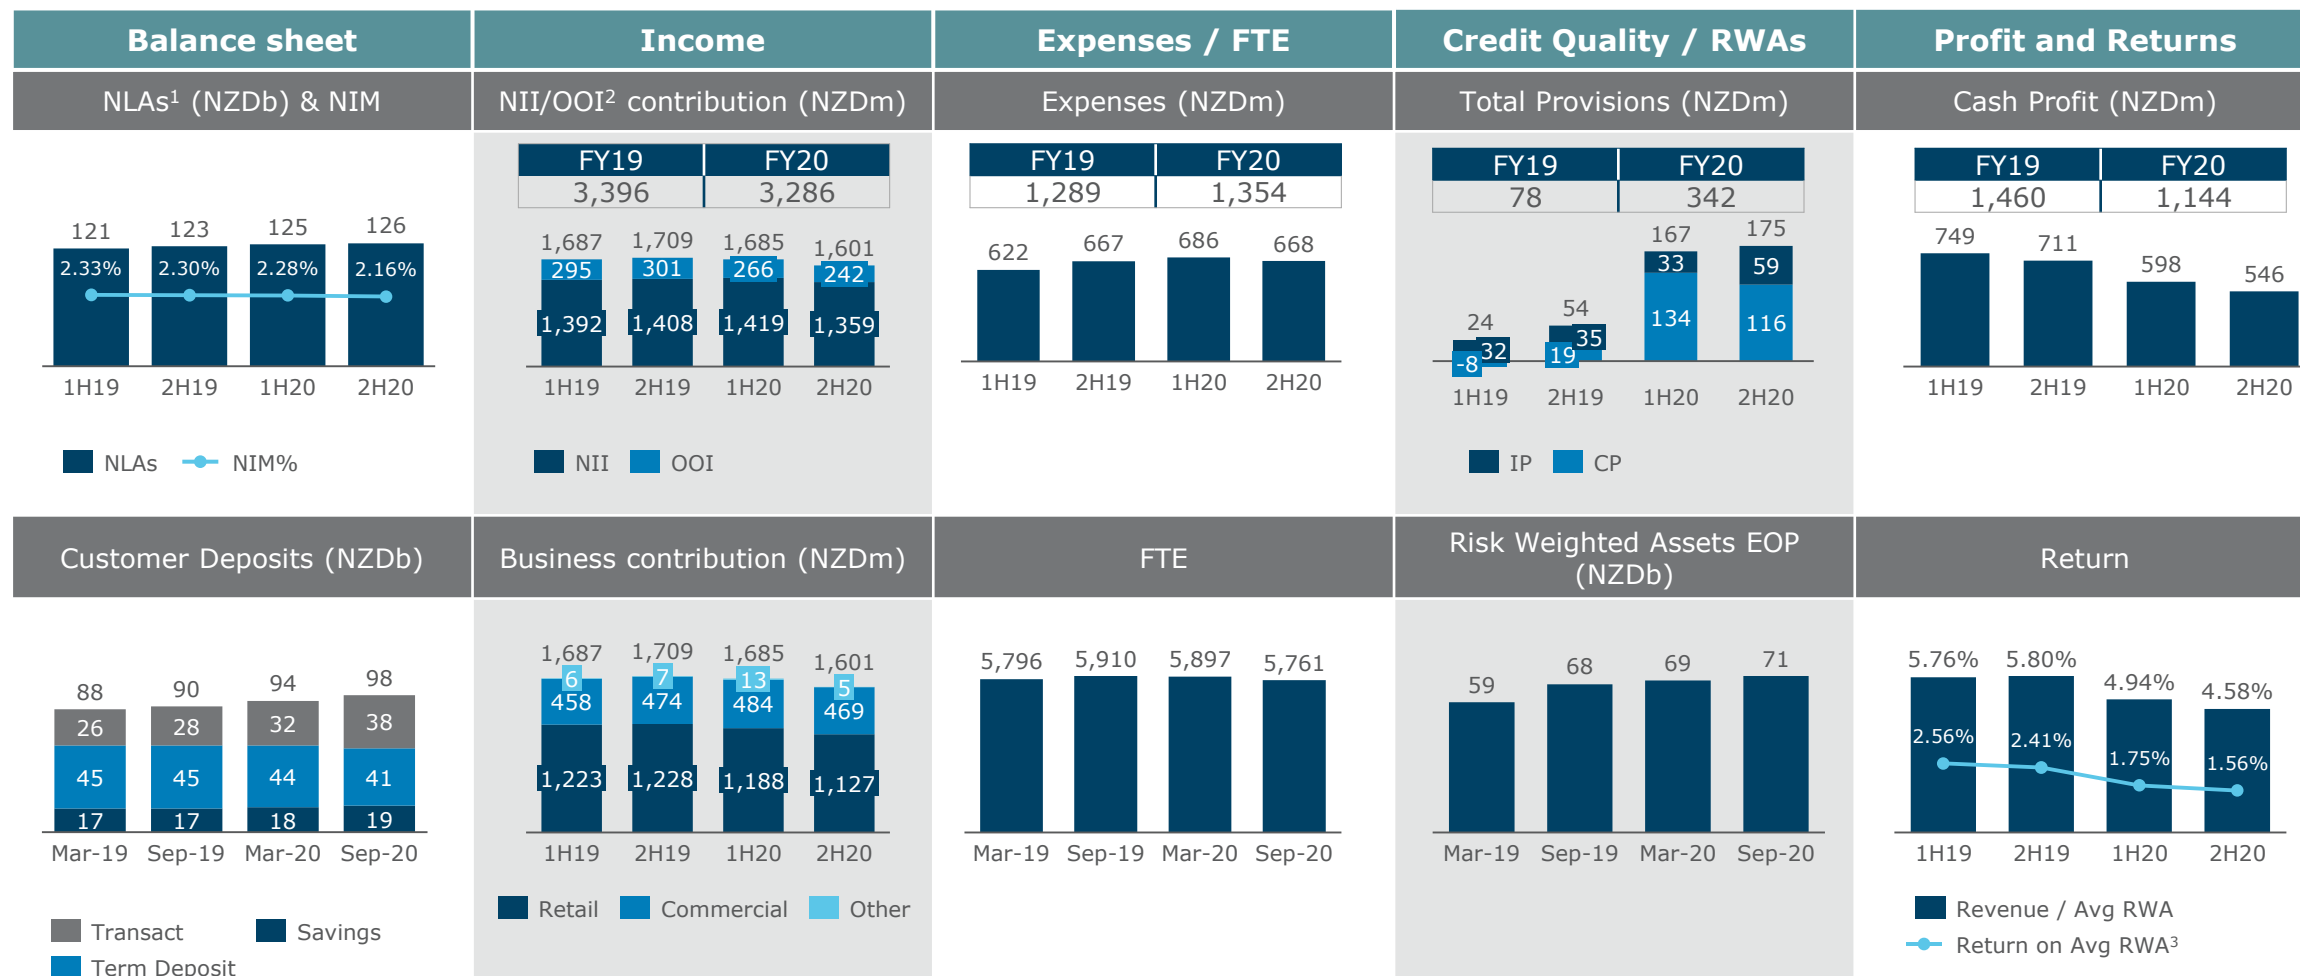 Balance sheet
Income
Expenses / FTE
Credit Quality / RWAs
Profit and Returns
NLAs¹ (NZDb) & NIM
NII/OOI² contribution (NZDm)
Expenses (NZDm)
Total Provisions (NZDm)
Cash Profit (NZDm)
121 123 125 126
2.33% 2.30% 2.28% 2.16%
1H19 2H19 1H20 2H20
NLAs NIM%
FY19 FY20
3,396 3,286
1,687 1,709 1,685 1,601
295 301 266 242
1,392 1,408 1,419 1,359
1H19 2H19 1H20 2H20
NII OOI
FY19 FY20
1,289 1,354
622 667 686 668
1H19 2H19 1H20 2H20
FY19 FY20
78 342
24 54 167 175
32 35 33 59
-8 19 134 116
1H19 2H19 1H20 2H20
IP CP
FY19 FY20
1,460 1,144
749 711 598 546
1H19 2H19 1H20 2H20
Customer Deposits (NZDb)
Business contribution (NZDm)
FTE
Risk Weighted Assets EOP
(NZDb)
Return
88 90 94 98
26 28 32 38
45 45 44 41
17 17 18 19
Mar-19 Sep-19 Mar-20 Sep-20
Transact Savings
Term Deposit
1,687 1,709 1,685 1,601
6 7 13 5
458 474 484 469
1,223 1,228 1,188 1,127
1H19 2H19 1H20 2H20
Retail Commercial Other
5,796 5,910 5,897 5,761
Mar-19 Sep-19 Mar-20 Sep-20
59 68 69 71
Mar-19 Sep-19 Mar-20 Sep-20
5.76% 5.80% 4.94% 4.58%
2.56% 2.41% 1.75% 1.56%
1H19 2H19 1H20 2H20
Revenue / Avg RWA
Return on Avg RWA³